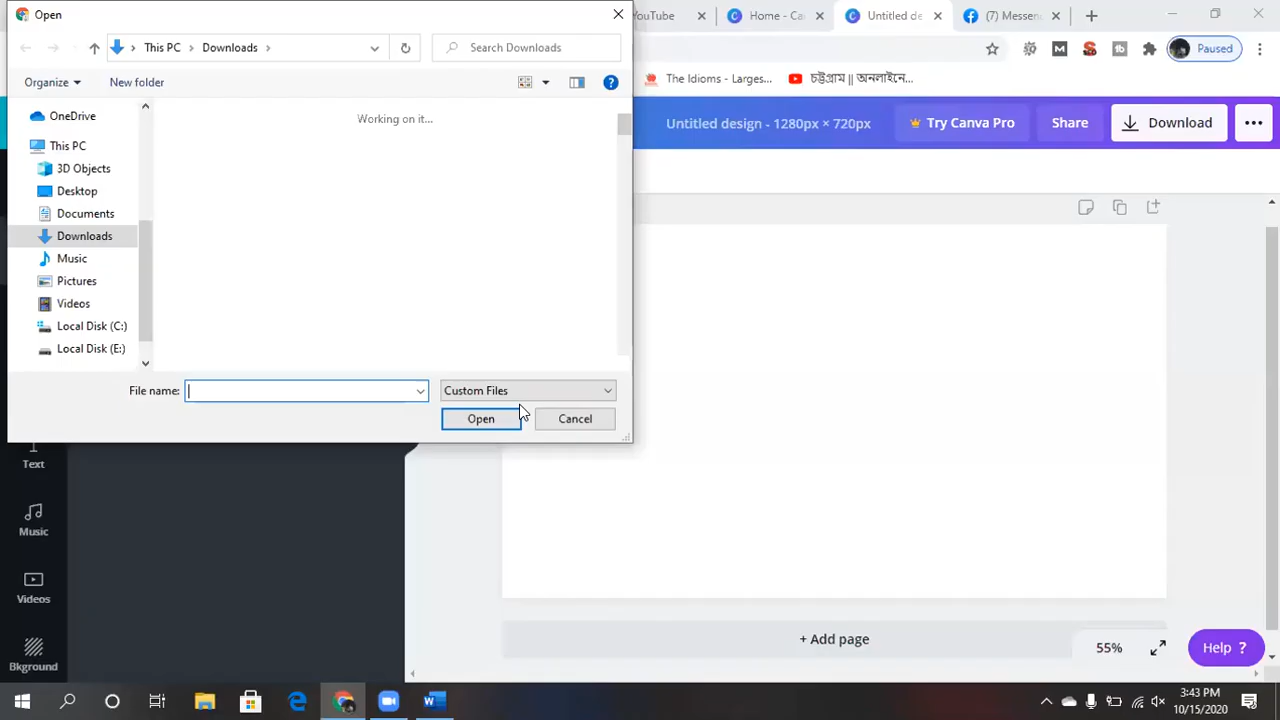 Open
YouTube
Home - Ca
Untitled de
(7) Messen
This PC
Downloads
Search Downloads
Paused
Organize
New folder
The Idioms - Larges...
চট্টগ্রাম || অনলাইনে...
OneDrive
This PC
3D Objects
Desktop
Documents
Downloads
Music
Pictures
Videos
Local Disk (C:)
Local Disk (E:)
Working on it...
Untitled design - 1280px × 720px
Try Canva Pro
Share
Download
File name:
Custom Files
Open
Cancel
Text
Music
Videos
Bkground
+ Add page
55%
Help ?
3:43 PM
10/15/2020